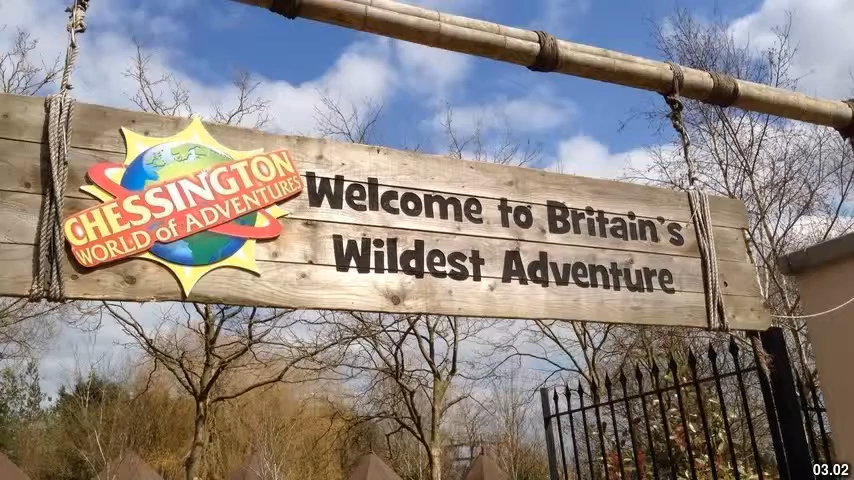 CHESSINGTON
WORLD of ADVENTURES
Welcome to Britain's
Wildest Adventure
03.02